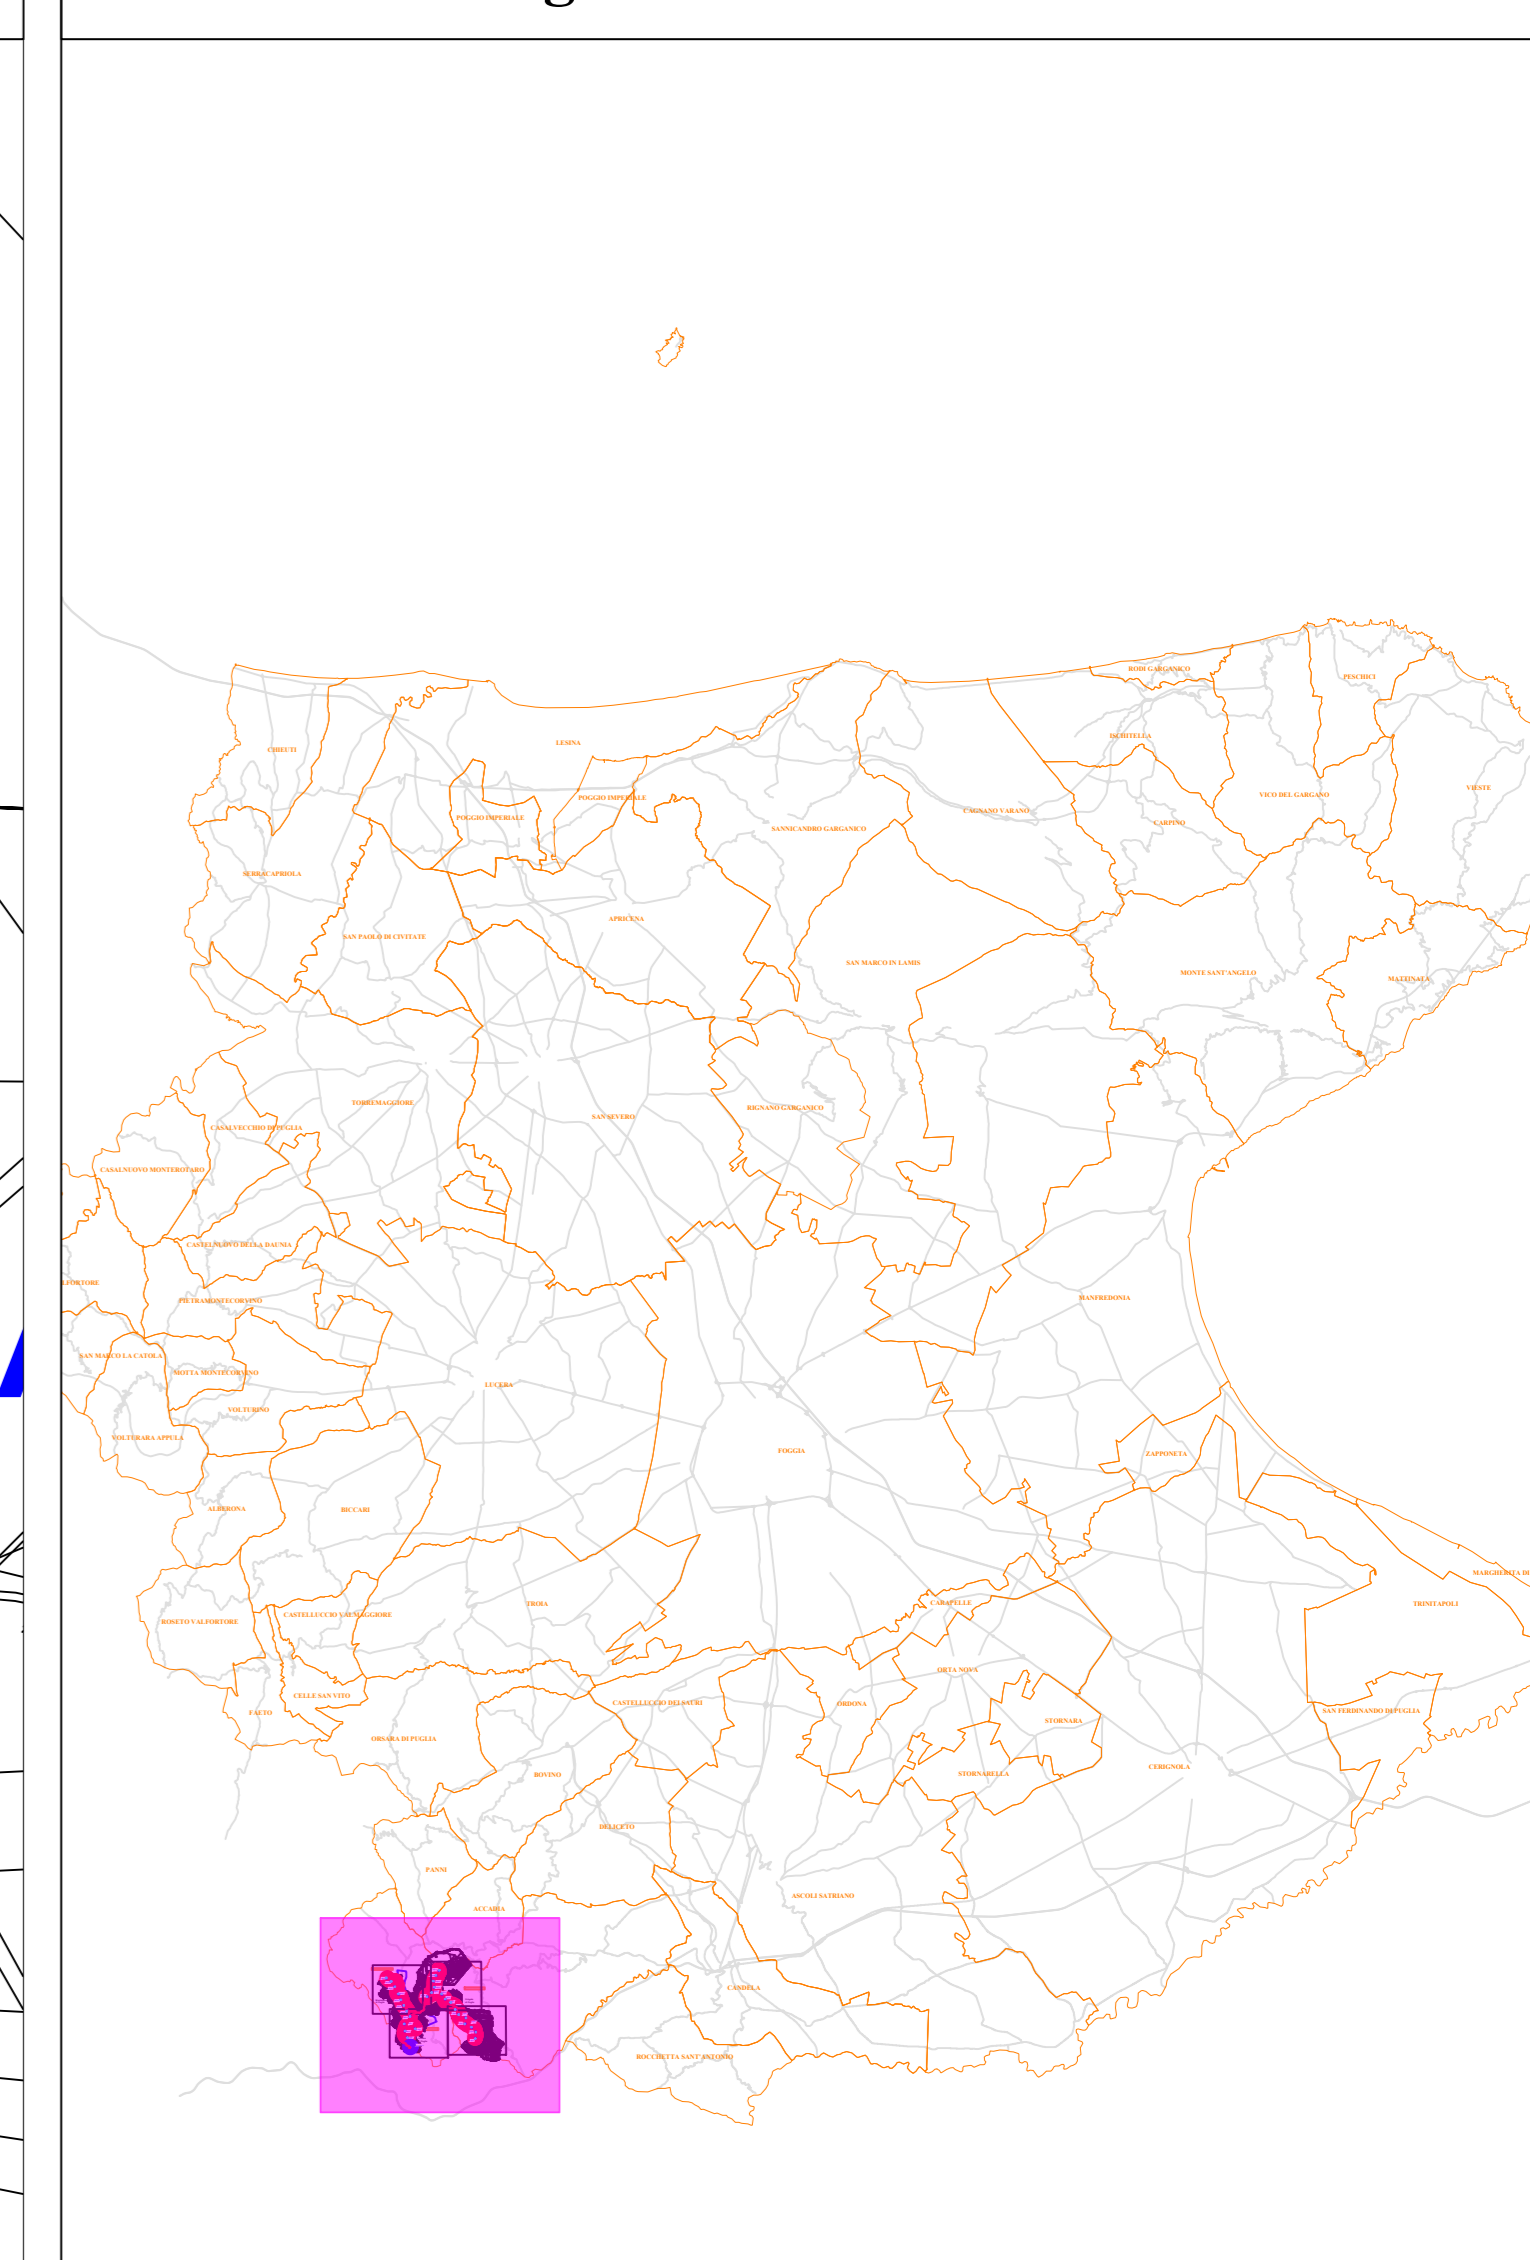 RODI GARGANICO
PESCHICI
ISCHITELLA
LESINA
CHIEUTI
VIESTE
VICO DEL GARGANO
POGGIO IMPERIALE
CAGNANO VARANO
POGGIO IMPERIALE
CARPINO
SANNICANDRO GARGANICO
SERRACAPRIOLA
APRICENA
SAN PAOLO DI CIVITATE
SAN MARCO IN LAMIS
MONTE SANT'ANGELO
MATTINATA
TORREMAGGIORE
RIGNANO GARGANICO
SAN SEVERO
CASALVECCHIO DI PUGLIA
CASALNUOVO MONTEROTARO
CASTELNUOVO DELLA DAUNIA
LFORTORE
PIETRAMONTECORVINO
MANFREDONIA
SAN MARCO LA CATOLA
MOTTA MONTECORVINO
LUCERA
VOLTURINO
VOLTURARA APPULA
FOGGIA
ZAPPONETA
ALBERONA
BICCARI
MARGHERITA DI
CARAPELLE
TROIA
TRINITAPOLI
CASTELLUCCIO VALMAGGIORE
ROSETO VALFORTORE
ORTA NOVA
CELLE SAN VITO
CASTELLUCCIO DEI SAURI
ORDONA
FAETO
SAN FERDINANDO DI PUGLIA
STORNARA
ORSARA DI PUGLIA
CERIGNOLA
BOVINO
STORNARELLA
DELICETO
PANNI
ASCOLI SATRIANO
ACCADIA
CANDELA
ROCCHETTA SANT'ANTONIO